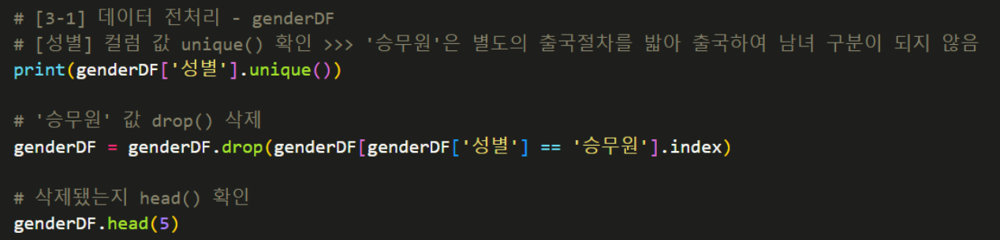 # [3-1] 데이터 전처리 - genderDF
# [성별] 컬럼 값 unique() 확인 >>> '승무원'은 별도의 출국절차를 밟아 출국하여 남녀 구분이 되지 않음
print(genderDF['성별'].unique())
# '승무원' 값 drop() 삭제
genderDF = genderDF.drop(genderDF[genderDF['성별'] == '승무원'].index)
# 삭제됐는지 head() 확인
genderDF.head(5)